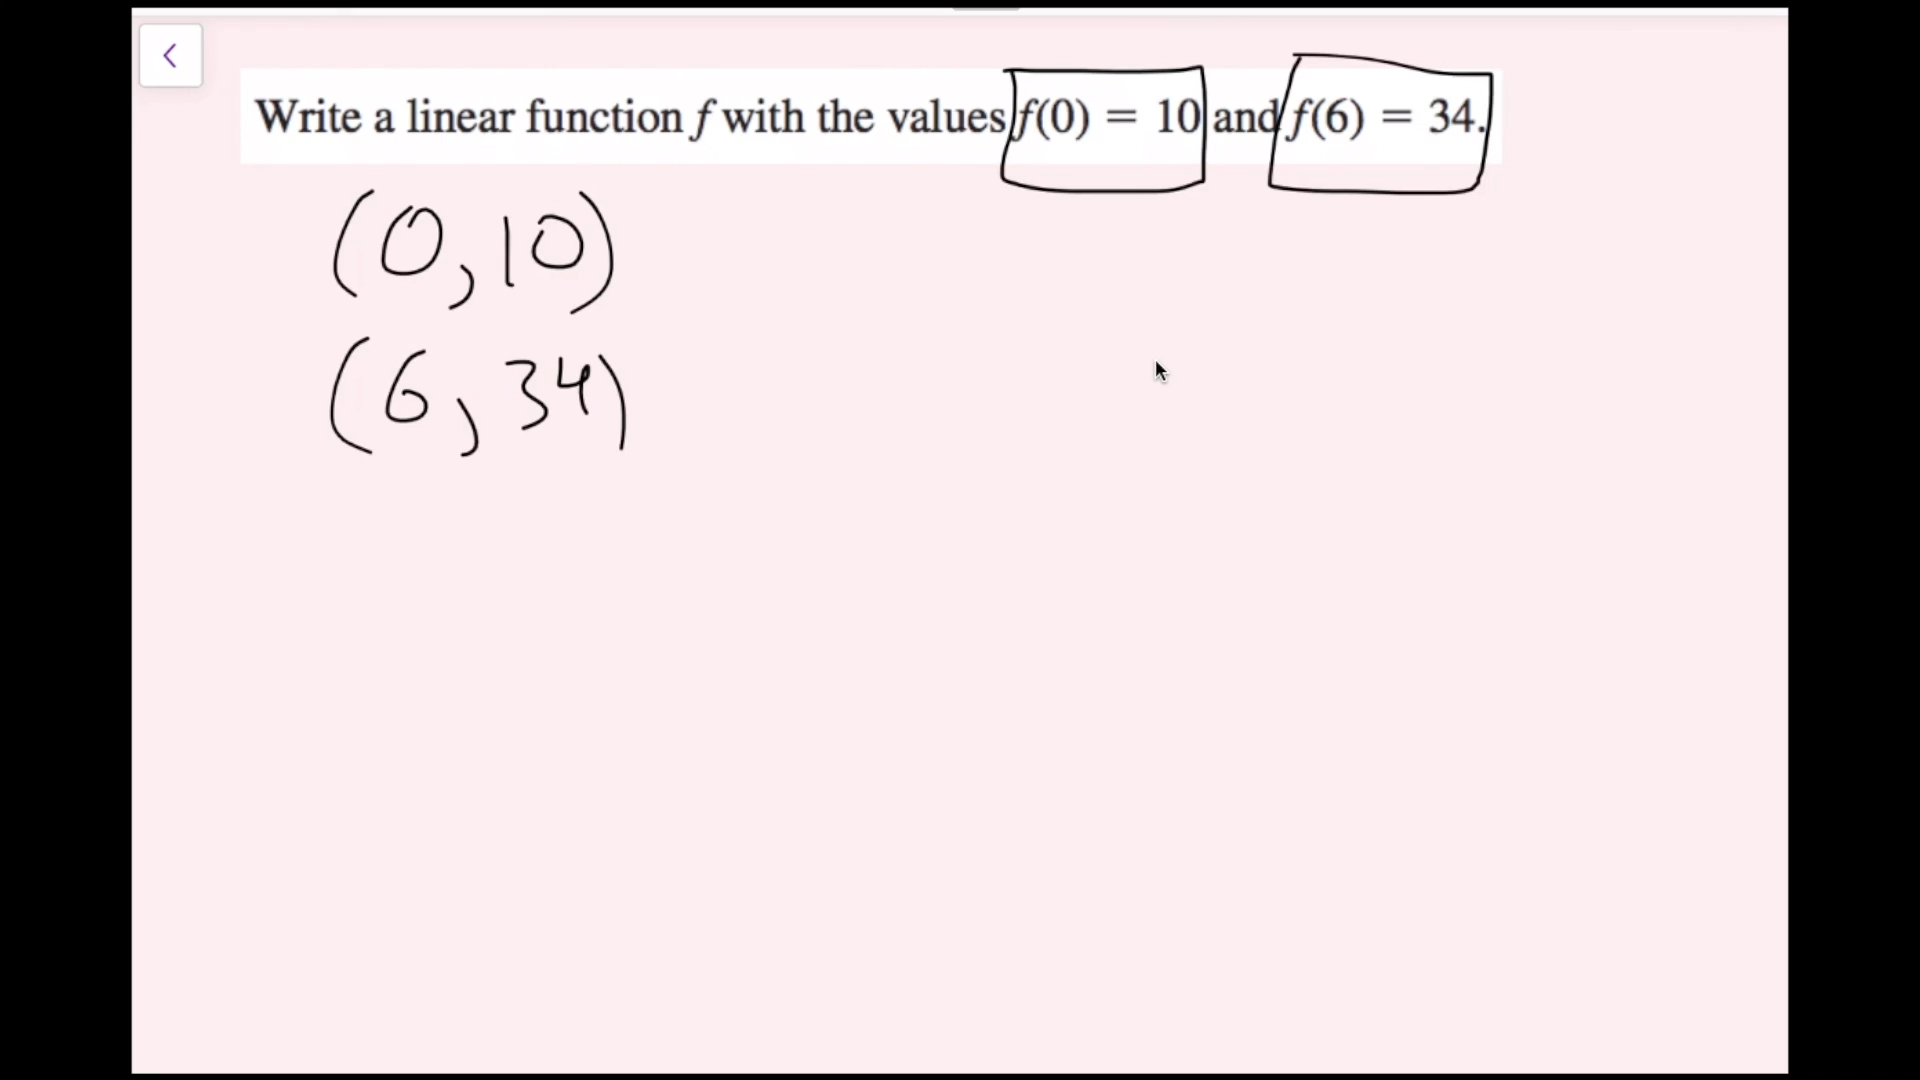 Write a linear function f with the values f(0) = 10 and f(6) = 34.
(0,10)
(6,34)